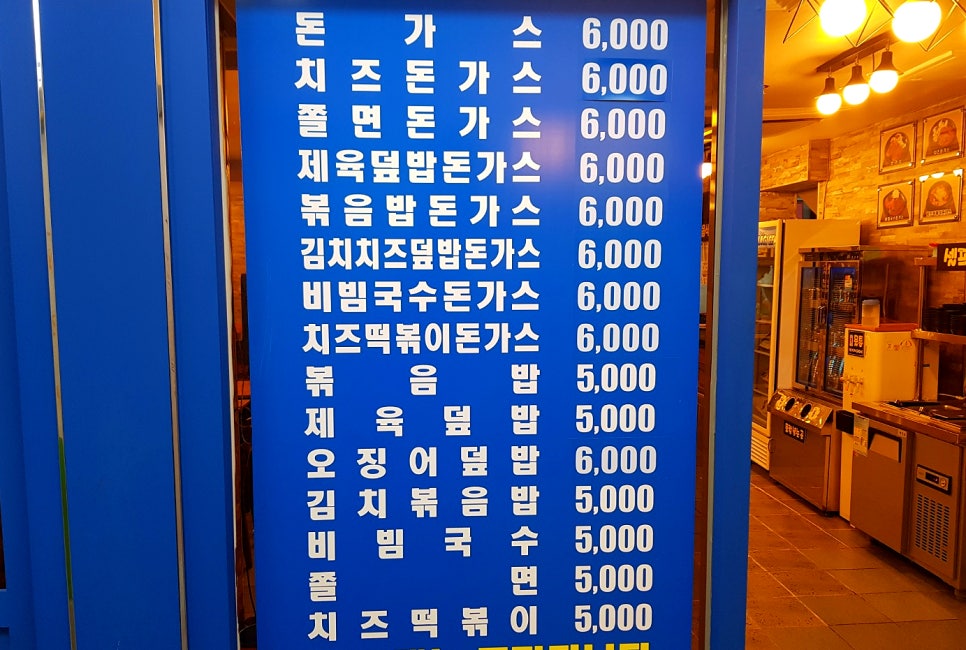 돈가스 6,000
치즈돈가스 6,000
쫄면돈가스 6,000
제육덮밥돈가스 6,000
볶음밥돈가스 6,000
김치치즈덮밥돈가스 6,000
비빔국수돈가스 6,000
치즈떡볶이돈가스 6,000
볶음밥 5,000
제육덮밥 5,000
오징어덮밥 6,000
김치볶음밥 5,000
비빔국수 5,000
쫄면 5,000
치즈떡볶이 5,000